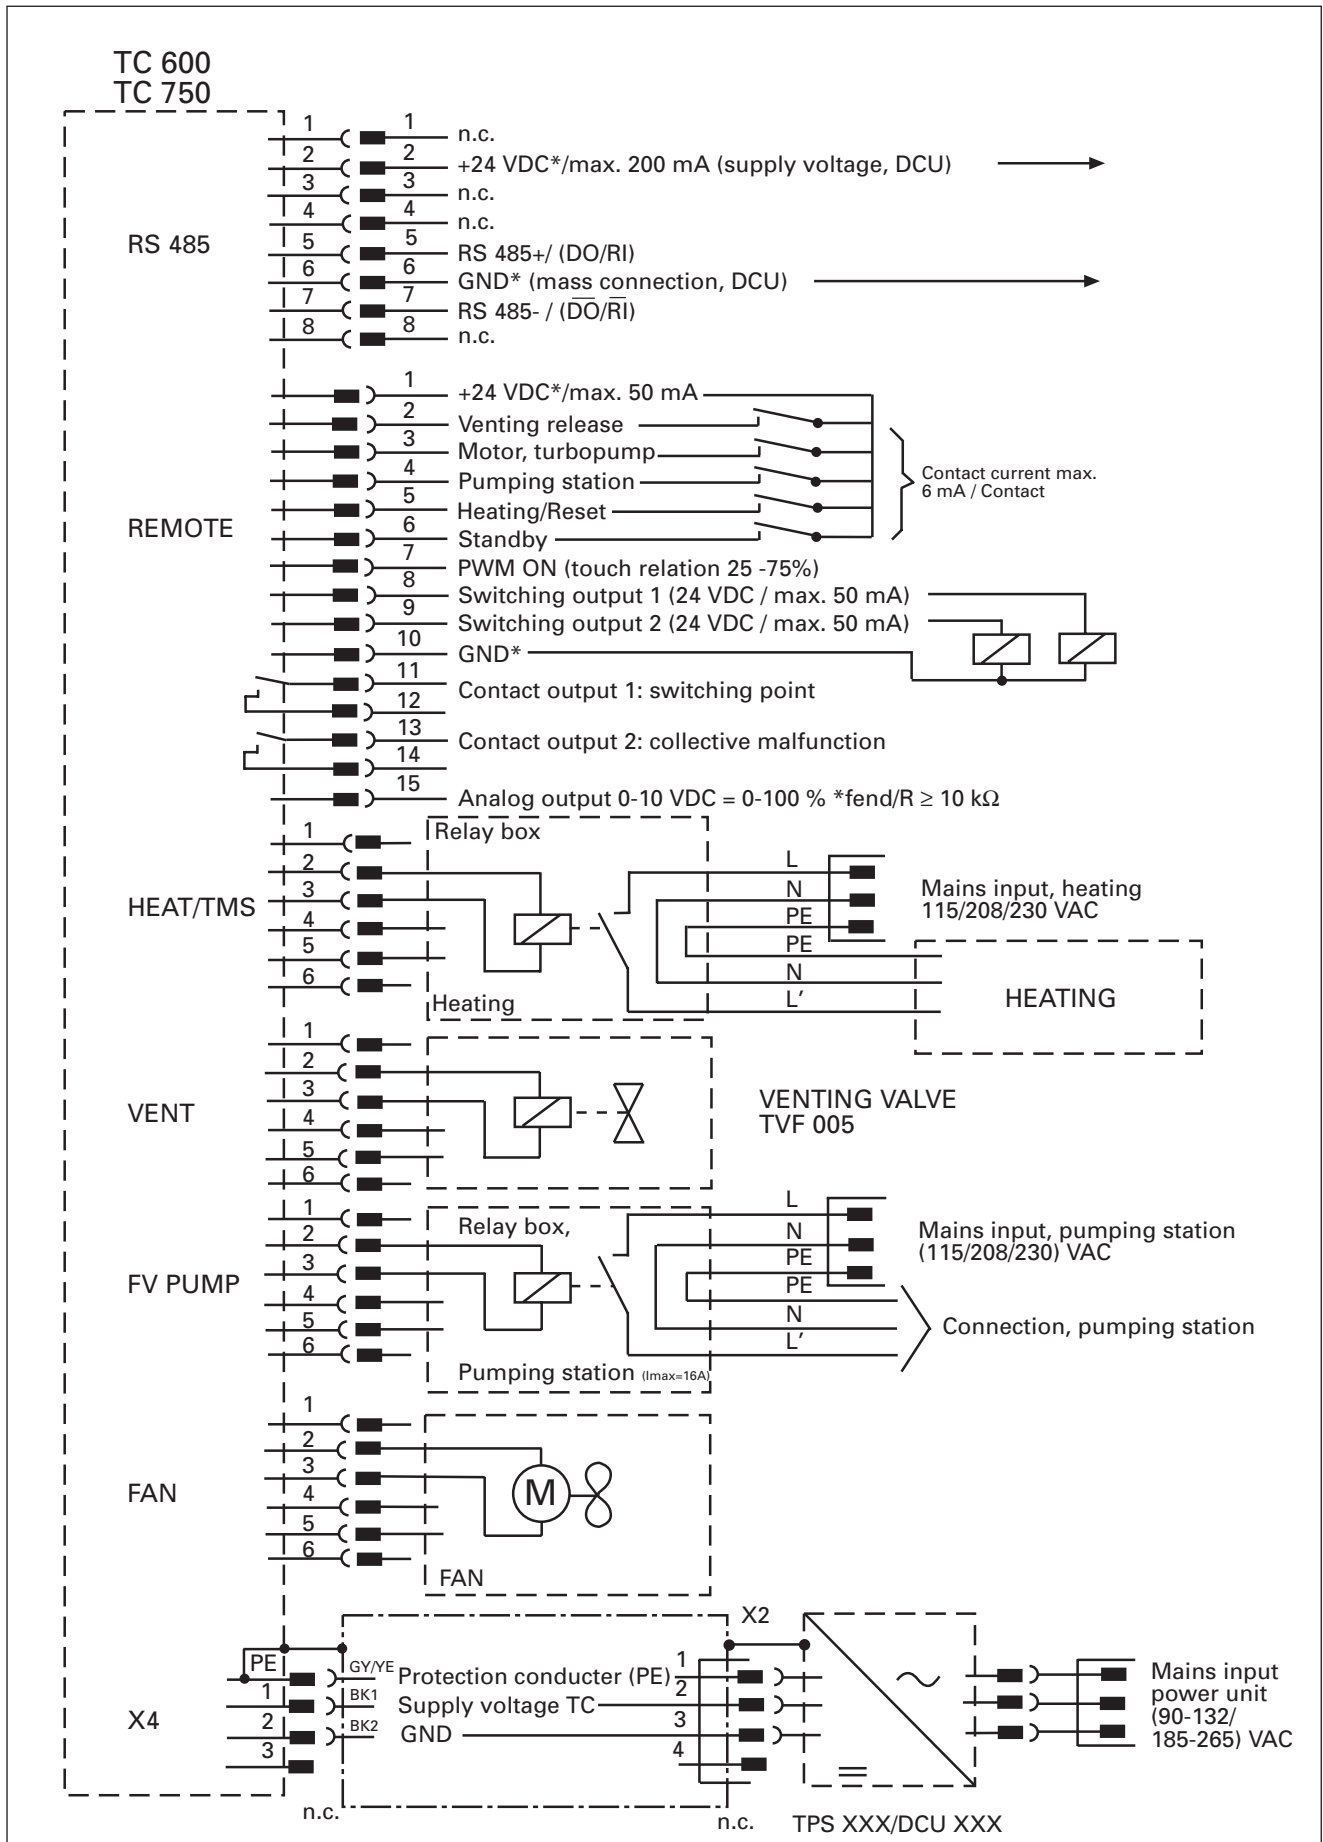 TC 600
TC 750
RS 485
1 1 n.c.
2 2 +24 VDC*/max. 200 mA (supply voltage, DCU)
3 3 n.c.
4 4 n.c.
5 5 RS 485+/ (DO/RI)
6 6 GND* (mass connection, DCU)
7 7 RS 485- / (D̅O̅/R̅I̅)
8 8 n.c.
REMOTE
1 +24 VDC*/max. 50 mA
2 Venting release
3 Motor, turbopump
4 Pumping station
5 Heating/Reset
6 Standby
Contact current max.
6 mA / Contact
7 PWM ON (touch relation 25 -75%)
8 Switching output 1 (24 VDC / max. 50 mA)
9 Switching output 2 (24 VDC / max. 50 mA)
10 GND*
11
Contact output 1: switching point
12
13
Contact output 2: collective malfunction
14
15 Analog output 0-10 VDC = 0-100 % *fend/R ≥ 10 kΩ
HEAT/TMS
1
2
3
4
5
6
Relay box
Heating
L
N
PE
PE
N
L’
Mains input, heating
115/208/230 VAC
HEATING
VENT
1
2
3
4
5
6
VENTING VALVE
TVF 005
FV PUMP
1
2
3
4
5
6
Relay box,
Pumping station (Imax=16A)
L
N
PE
PE
N
L’
Mains input, pumping station
(115/208/230) VAC
Connection, pumping station
FAN
1
2
3
4
5
6
M
FAN
X4
PE GY/YE Protection conducter (PE) 1
1 BK1 Supply voltage TC 2
2 BK2 GND 3
3 4
n.c.
X2
n.c.
TPS XXX/DCU XXX
Mains input
power unit
(90-132/
185-265) VAC